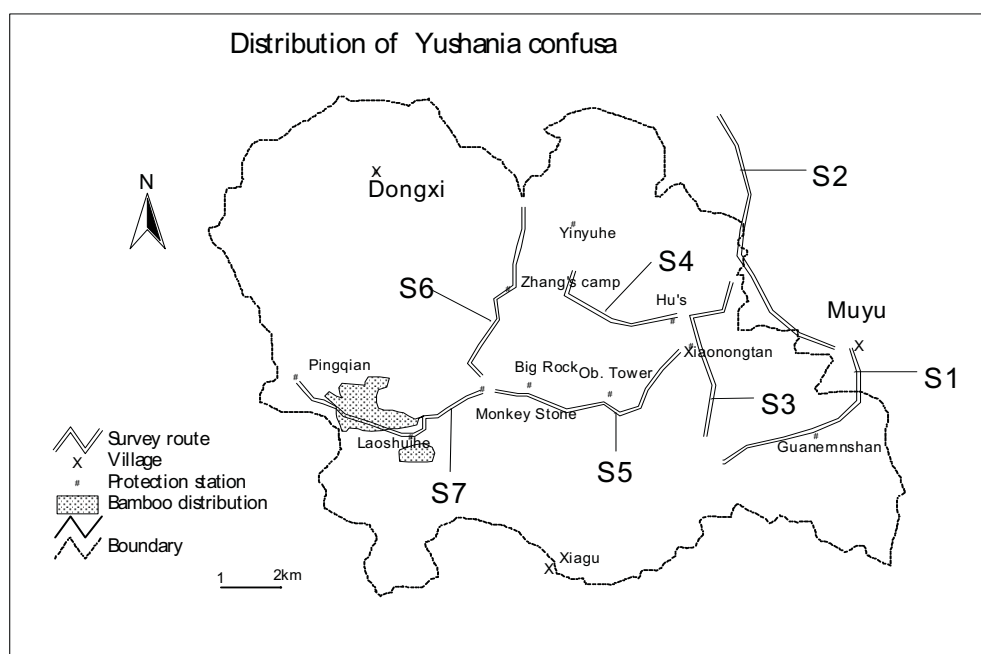 Distribution of Yushania confusa
N
S2
Dongxi
Yinyuhe
S4
Zhang's camp
S6
Hu's
Muyu
Xiaonongtan
Pingqian
Big Rock
Ob. Tower
S1
Monkey Stone
S3
Laoshuihe
Guanemnshan
S5
S7
Survey route
x Village
# Protection station
Bamboo distribution
Boundary
Xiagu
1 2km